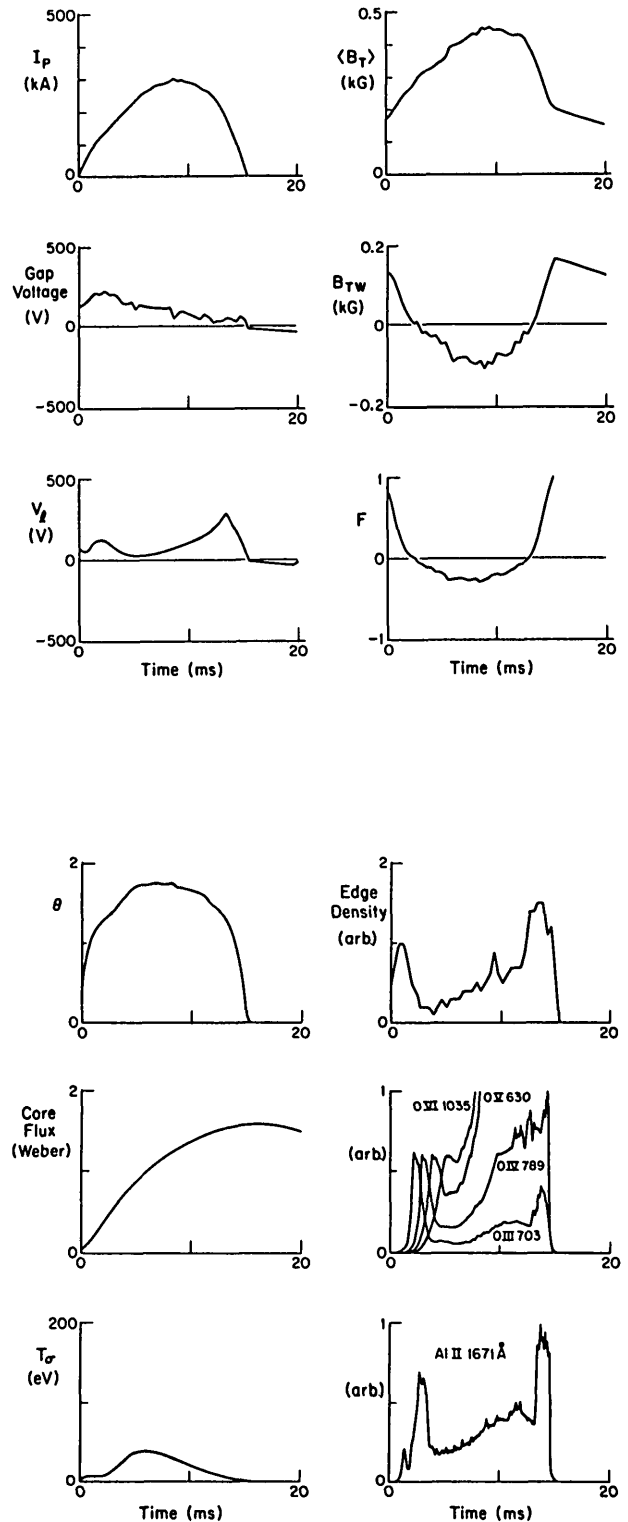 500
I_P
(kA)
0
0
20
0.5
⟨B_T⟩
(kG)
0
0
20
500
Gap
Voltage
(V)
0
-500
0
20
0.2
B_TW
(kG)
0
-0.2
0
20
500
V_ℓ
(V)
0
-500
0
20
Time (ms)
1
F
0
-1
0
20
Time (ms)
2
θ
0
0
20
2
Edge
Density
(arb.)
0
0
20
2
Core
Flux
(Weber)
0
0
20
1
O VI 1035
O V 630
(arb.)
O IV 789
O III 703
0
0
20
200
T_σ
(eV)
0
0
20
Time (ms)
1
Al II 1671 Å
(arb.)
0
0
20
Time (ms)